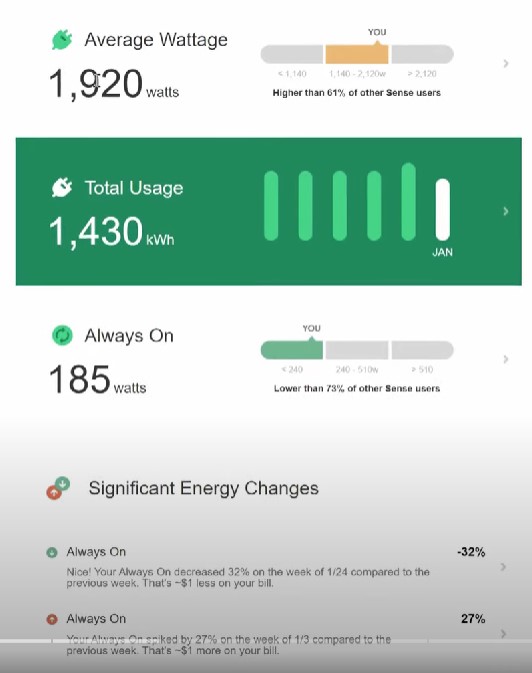 Average Wattage
1,920 watts
YOU
< 1,140 1,140 - 2,120w > 2,120
Higher than 61% of other Sense users
Total Usage
1,430 kWh
JAN
Always On
185 watts
YOU
< 240 240 - 510w > 510
Lower than 73% of other Sense users
Significant Energy Changes
Always On -32%
Nice! Your Always On decreased 32% on the week of 1/24 compared to the
previous week. That's ~$1 less on your bill.
Always On 27%
Your Always On spiked by 27% on the week of 1/3 compared to the
previous week. That's ~$1 more on your bill.